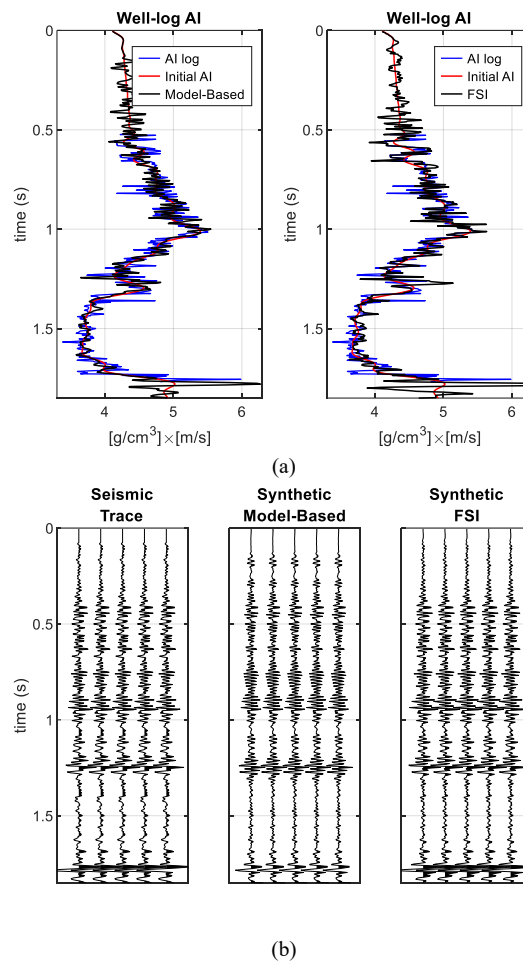 Well-log AI
Well-log AI
0
0.5
1
1.5
time (s)
AI log
Initial AI
Model-Based
4
5
6
[g/cm³]×[m/s]
0
0.5
1
1.5
time (s)
AI log
Initial AI
FSI
4
5
6
[g/cm³]×[m/s]
(a)
Seismic
Trace
Synthetic
Model-Based
Synthetic
FSI
0
0.5
1
1.5
time (s)
(b)